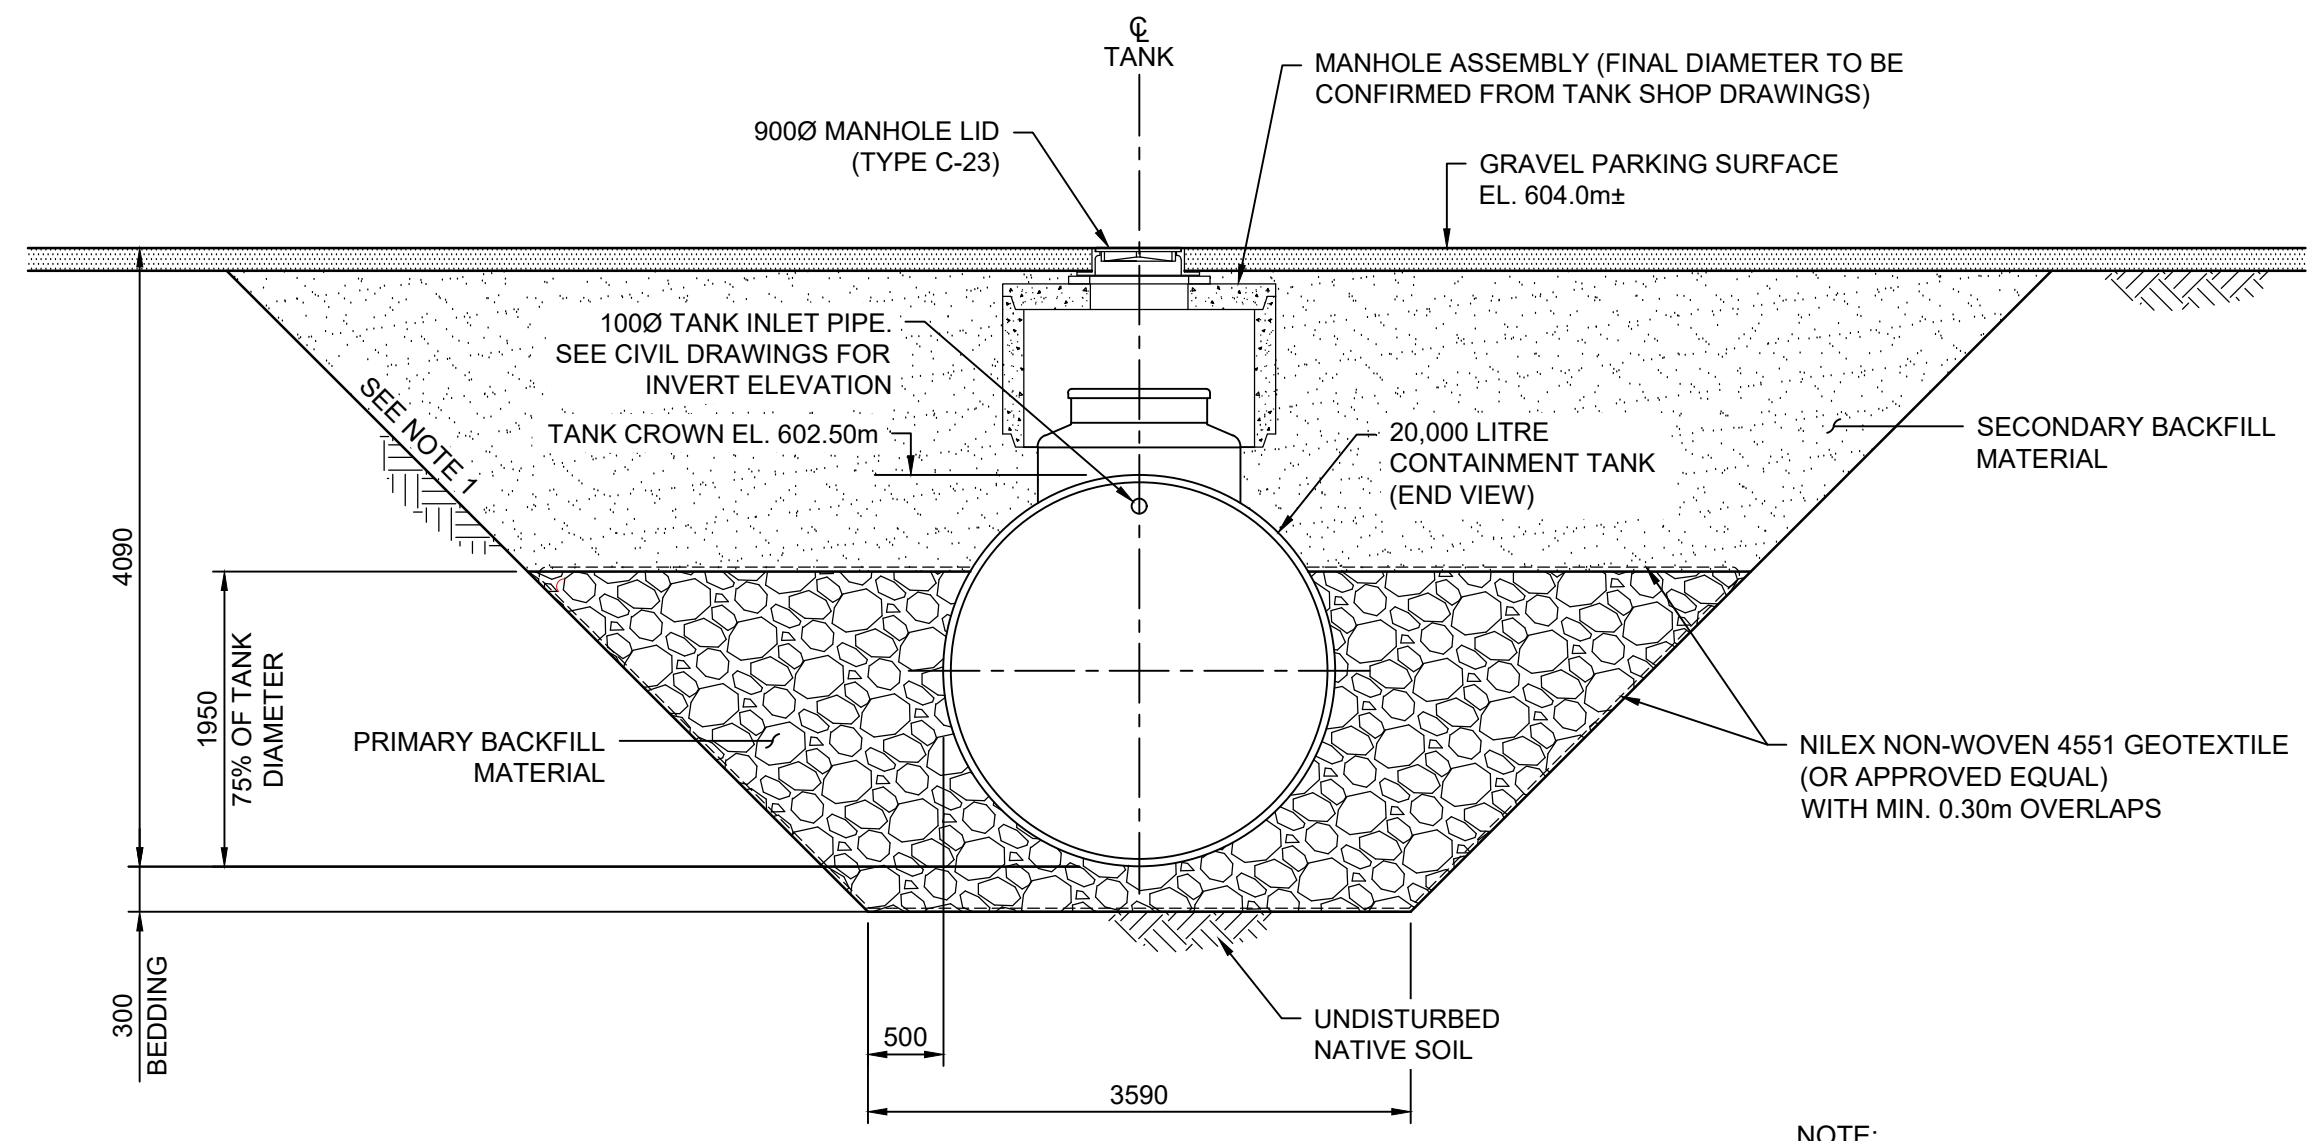 ℄
TANK
MANHOLE ASSEMBLY (FINAL DIAMETER TO BE
CONFIRMED FROM TANK SHOP DRAWINGS)
900Ø MANHOLE LID
(TYPE C-23)
GRAVEL PARKING SURFACE
EL. 604.0m±
100Ø TANK INLET PIPE.
SEE CIVIL DRAWINGS FOR
INVERT ELEVATION
TANK CROWN EL. 602.50m
SEE NOTE 1
20,000 LITRE
CONTAINMENT TANK
(END VIEW)
SECONDARY BACKFILL
MATERIAL
4090
1950
75% OF TANK
DIAMETER
PRIMARY BACKFILL
MATERIAL
NILEX NON-WOVEN 4551 GEOTEXTILE
(OR APPROVED EQUAL)
WITH MIN. 0.30m OVERLAPS
300
BEDDING
500
UNDISTURBED
NATIVE SOIL
3590
NOTE: